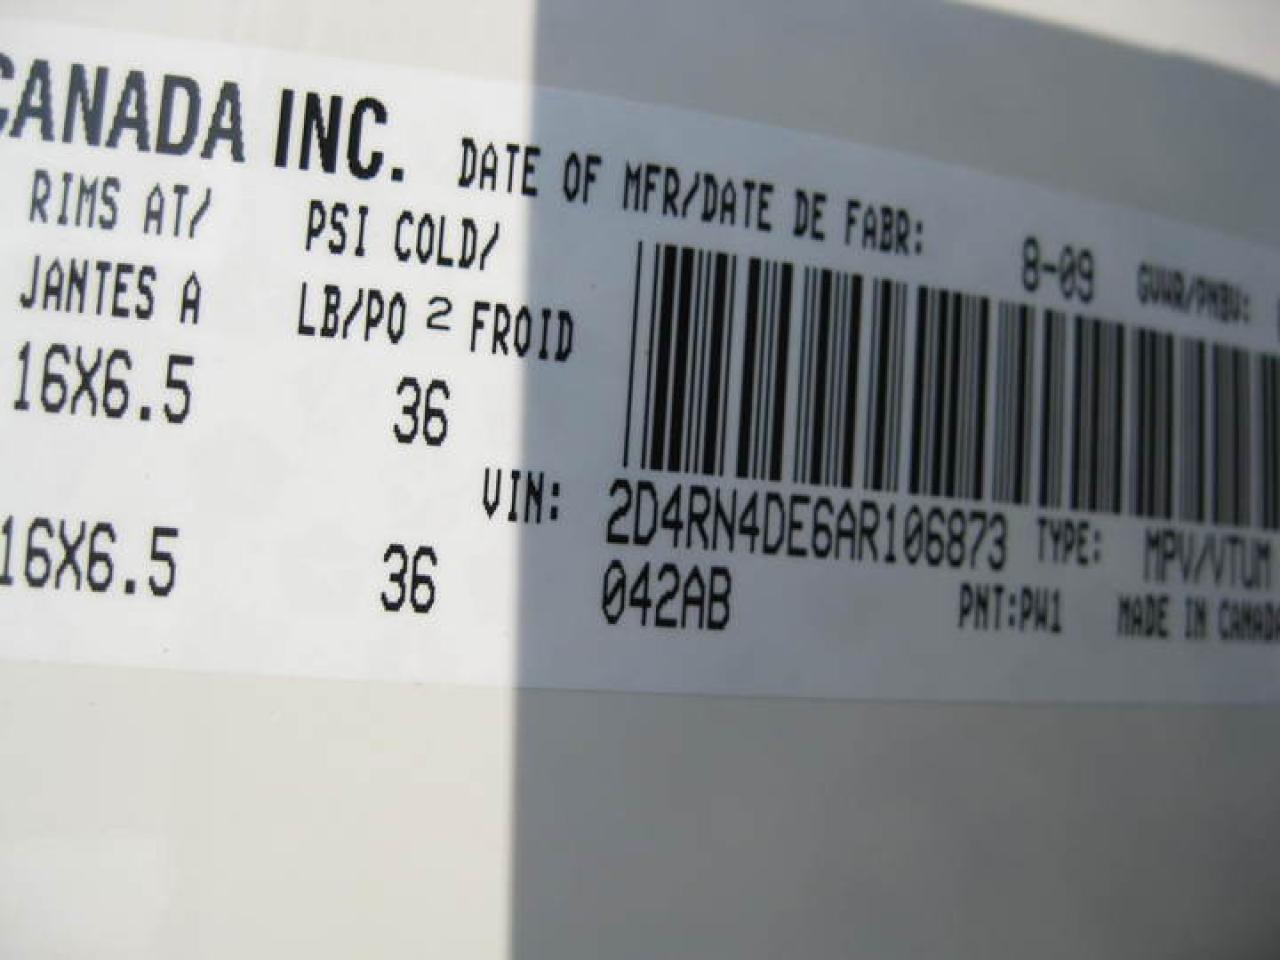 CANADA INC.
DATE OF MFR/DATE DE FABR: 8-09 GVWR/PNBV:
RIMS AT/ PSI COLD/
JANTES A LB/PO 2 FROID
16X6.5 36
VIN: 2D4RN4DE6AR106873 TYPE: MPV/VTUM
16X6.5 36
042AB PNT:PW1 MADE IN CANADA